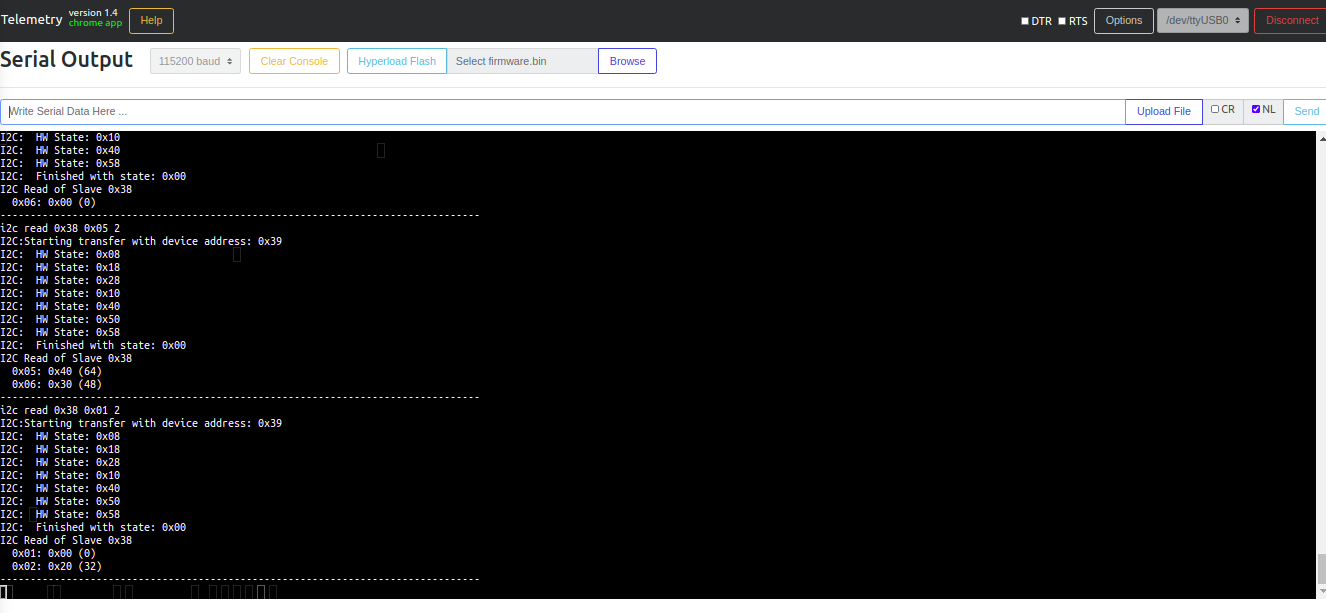 Telemetry version 1.4 chrome app Help DTR RTS Options /dev/ttyUSB0 Disconnect
Serial Output 115200 baud Clear Console Hyperload Flash Select firmware.bin Browse
Write Serial Data Here ... Upload File CR NL Send
I2C:  HW State: 0x10
I2C:  HW State: 0x40
I2C:  HW State: 0x58
I2C:  Finished with state: 0x00
I2C Read of Slave 0x38
  0x06: 0x00 (0)
--------------------------------------------------------------------------------
i2c read 0x38 0x05 2
I2C:Starting transfer with device address: 0x39
I2C:  HW State: 0x08
I2C:  HW State: 0x18
I2C:  HW State: 0x28
I2C:  HW State: 0x10
I2C:  HW State: 0x40
I2C:  HW State: 0x50
I2C:  HW State: 0x58
I2C:  Finished with state: 0x00
I2C Read of Slave 0x38
  0x05: 0x40 (64)
  0x06: 0x30 (48)
--------------------------------------------------------------------------------
i2c read 0x38 0x01 2
I2C:Starting transfer with device address: 0x39
I2C:  HW State: 0x08
I2C:  HW State: 0x18
I2C:  HW State: 0x28
I2C:  HW State: 0x10
I2C:  HW State: 0x40
I2C:  HW State: 0x50
I2C:  HW State: 0x58
I2C:  Finished with state: 0x00
I2C Read of Slave 0x38
  0x01: 0x00 (0)
  0x02: 0x20 (32)
--------------------------------------------------------------------------------